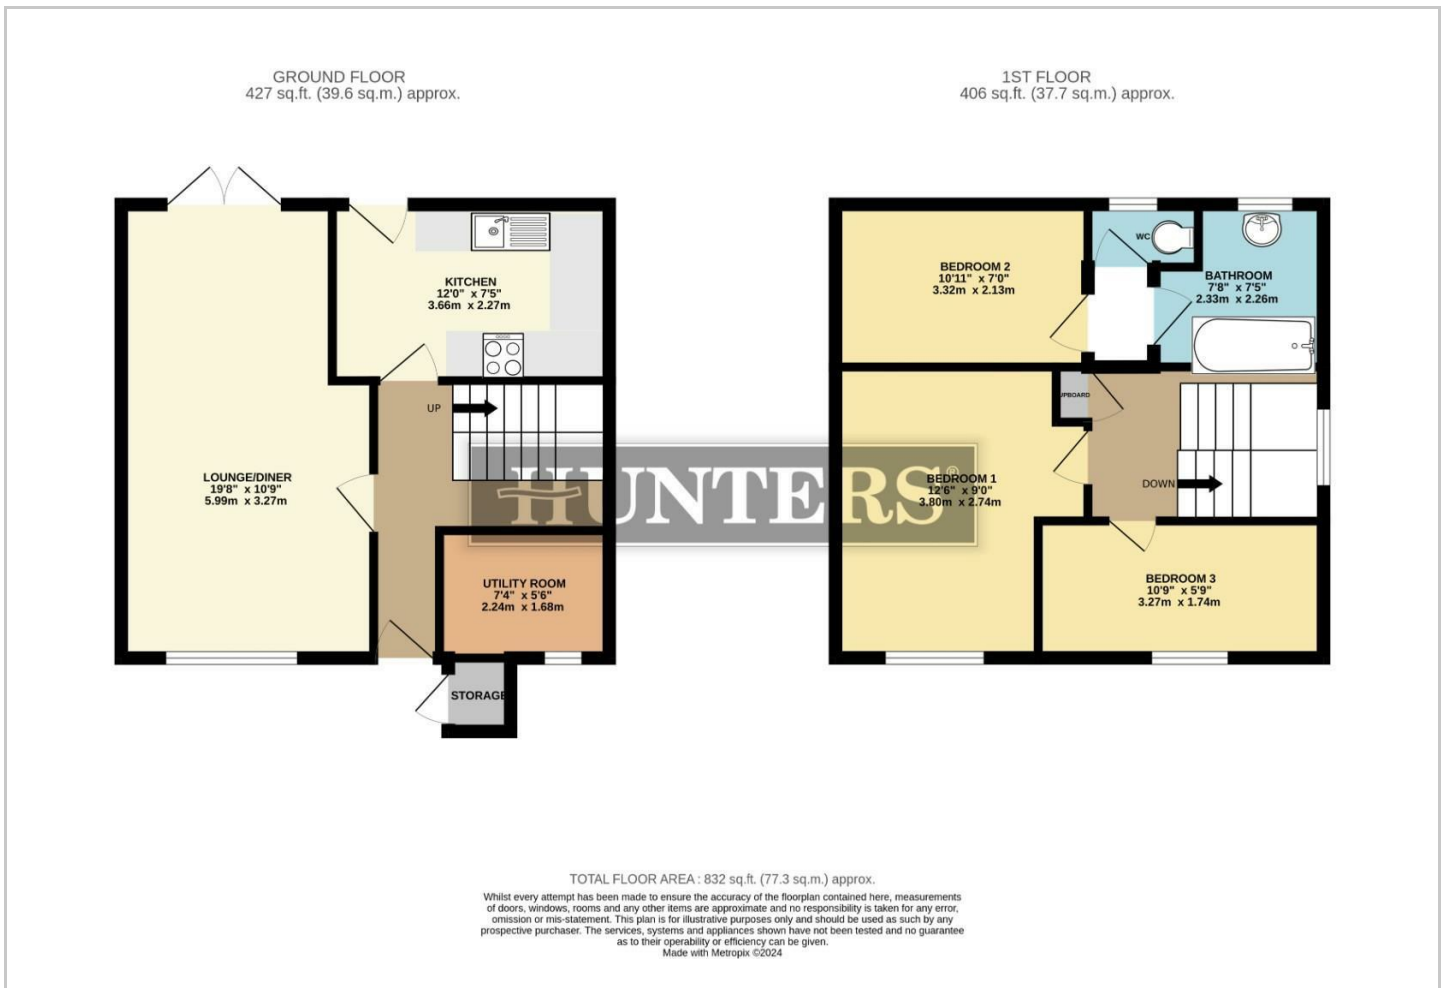 GROUND FLOOR
427 sq.ft. (39.6 sq.m.) approx.
1ST FLOOR
406 sq.ft. (37.7 sq.m.) approx.
KITCHEN
12'0" x 7'5"
3.66m x 2.27m
UP
LOUNGE/DINER
19'8" x 10'9"
5.99m x 3.27m
UTILITY ROOM
7'4" x 5'6"
2.24m x 1.68m
STORAGE
HUNTERS®
BEDROOM 2
10'11" x 7'0"
3.32m x 2.13m
WC
BATHROOM
7'8" x 7'5"
2.33m x 2.26m
UPBOARD
BEDROOM 1
12'6" x 9'0"
3.80m x 2.74m
DOWN
BEDROOM 3
10'9" x 5'9"
3.27m x 1.74m
TOTAL FLOOR AREA : 832 sq.ft. (77.3 sq.m.) approx.
Whilst every attempt has been made to ensure the accuracy of the floorplan contained here, measurements
of doors, windows, rooms and any other items are approximate and no responsibility is taken for any error,
omission or mis-statement. This plan is for illustrative purposes only and should be used as such by any
prospective purchaser. The services, systems and appliances shown have not been tested and no guarantee
as to their operability or efficiency can be given.
Made with Metropix ©2024